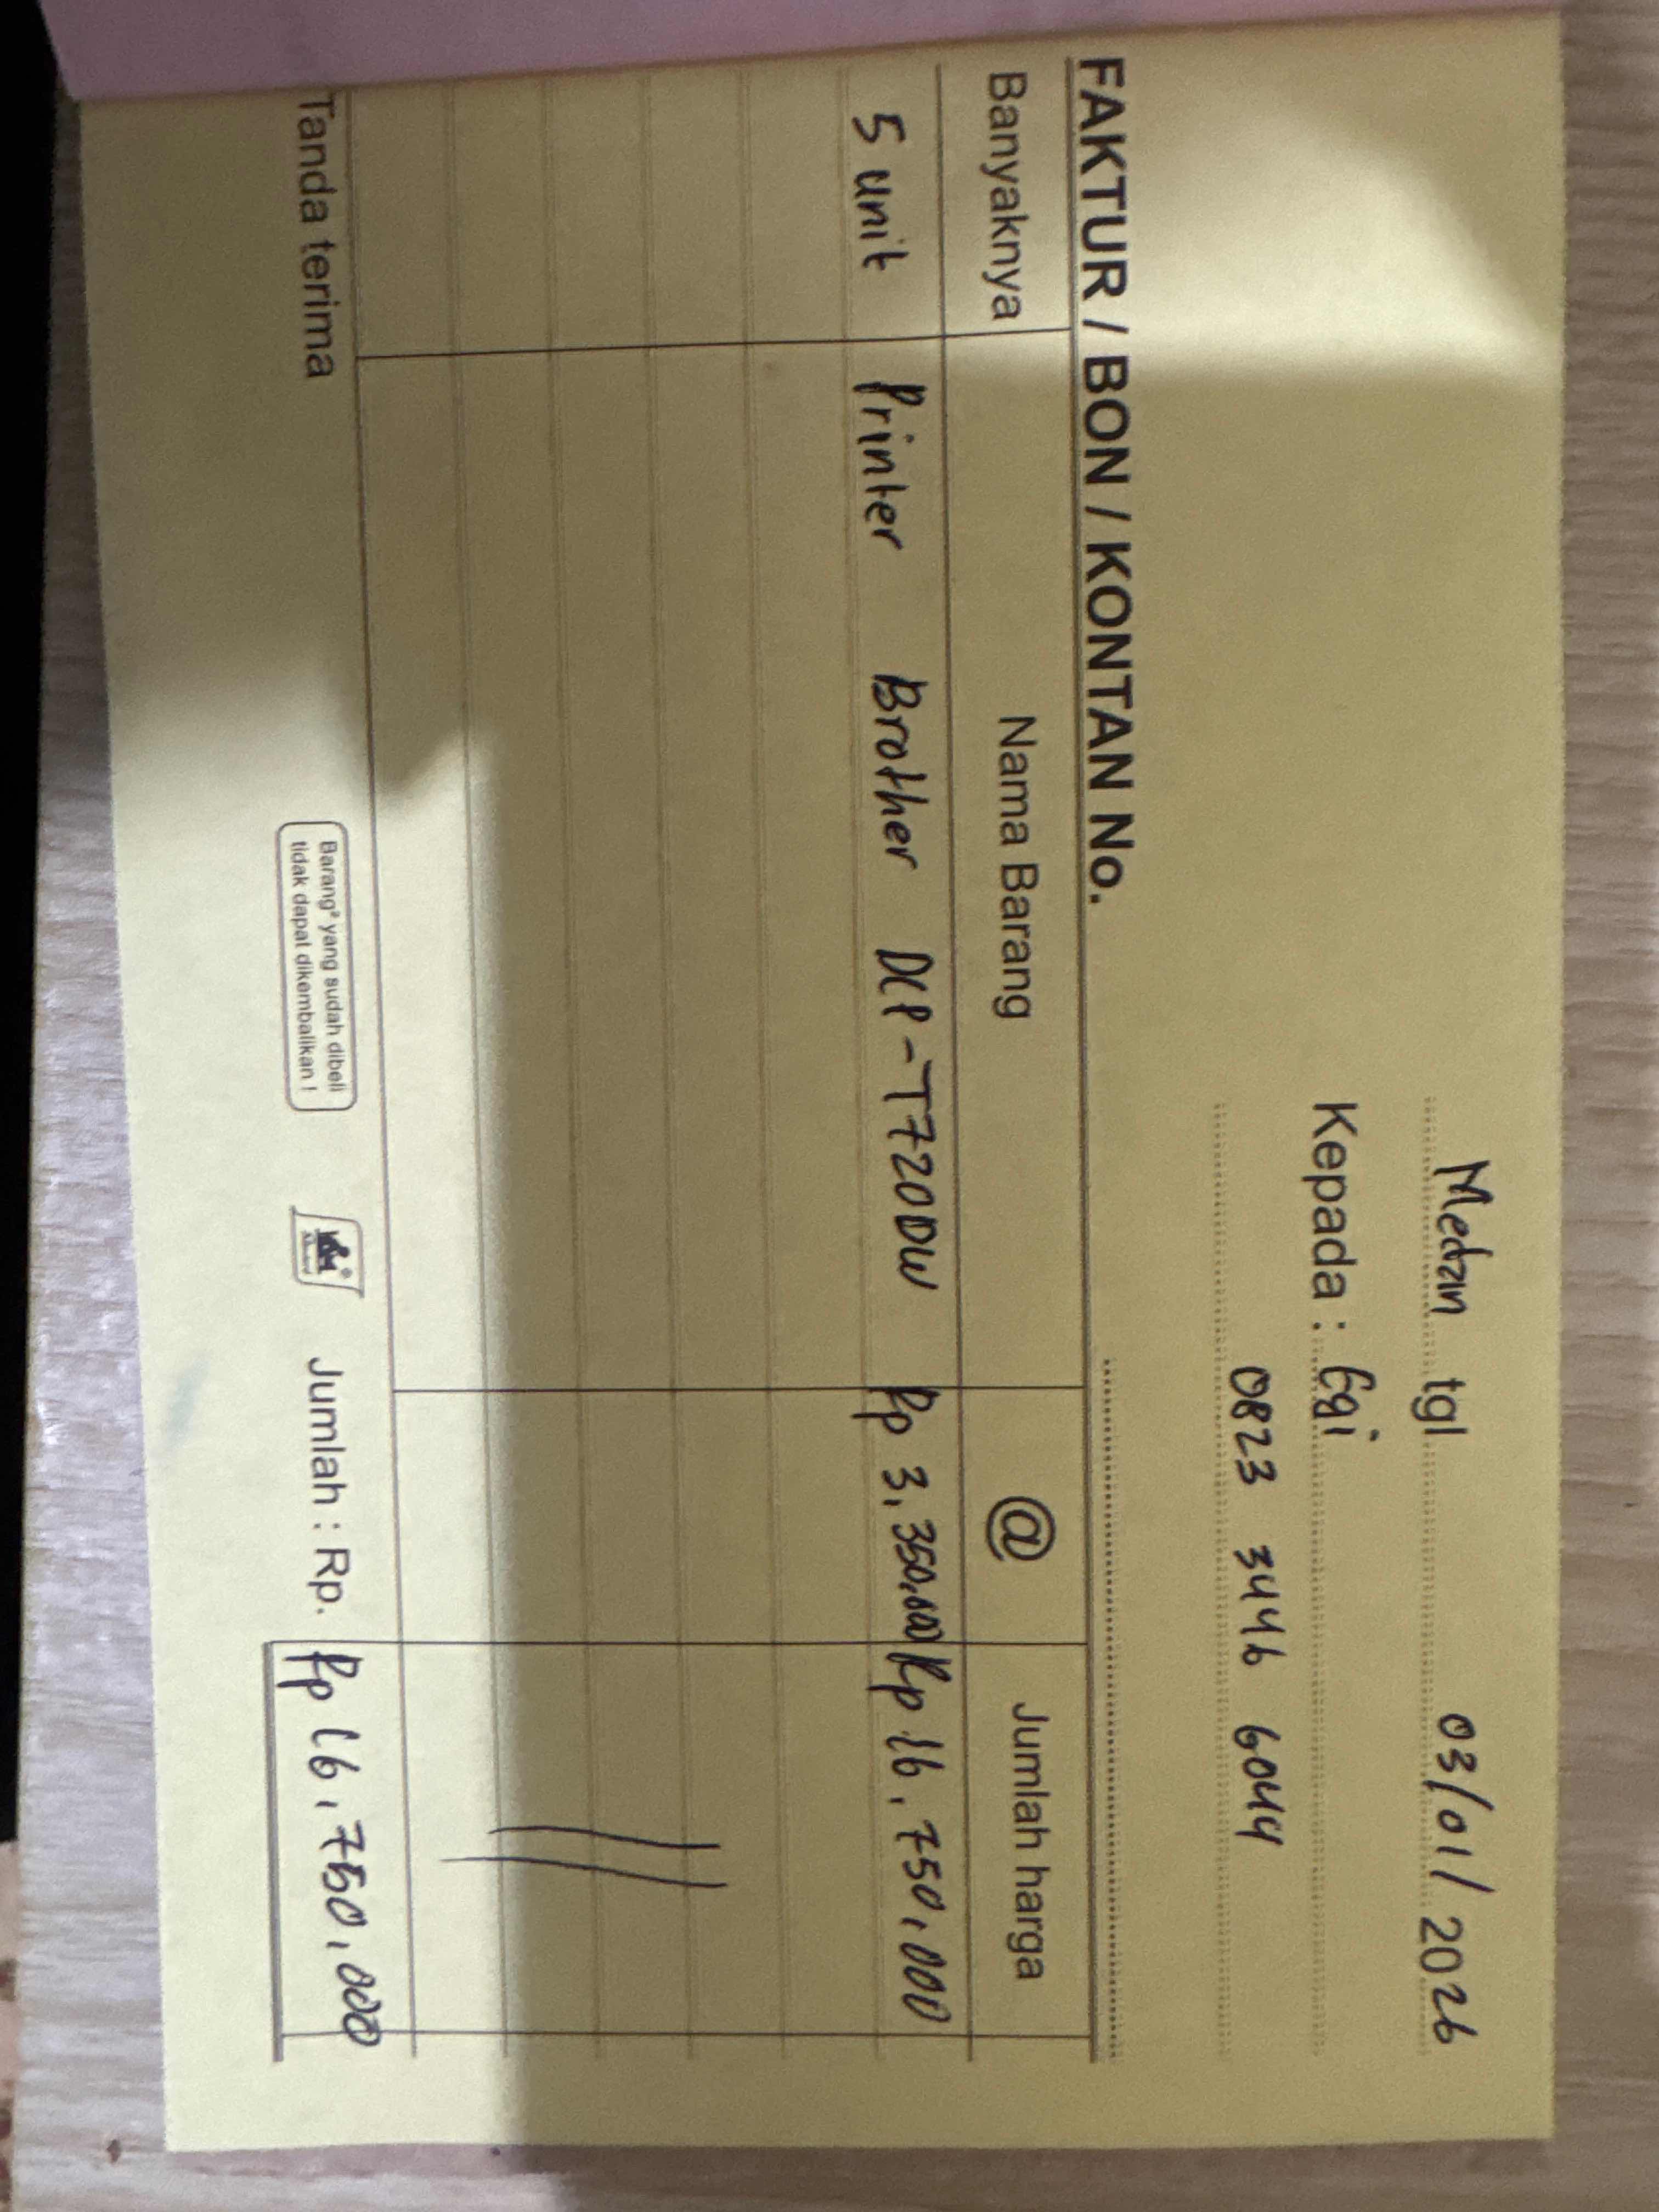 Medan tgl 03/01/2026
Kepada : Egi
0823 3446 6044
FAKTUR / BON / KONTAN No.
Banyaknya Nama Barang @ Jumlah harga
5 unit Printer Brother DCP-T720DW Rp 3.350.000 Rp 16.750.000
Tanda terima
Barang² yang sudah dibeli
tidak dapat dikembalikan !
Jumlah : Rp. Rp 16.750.000